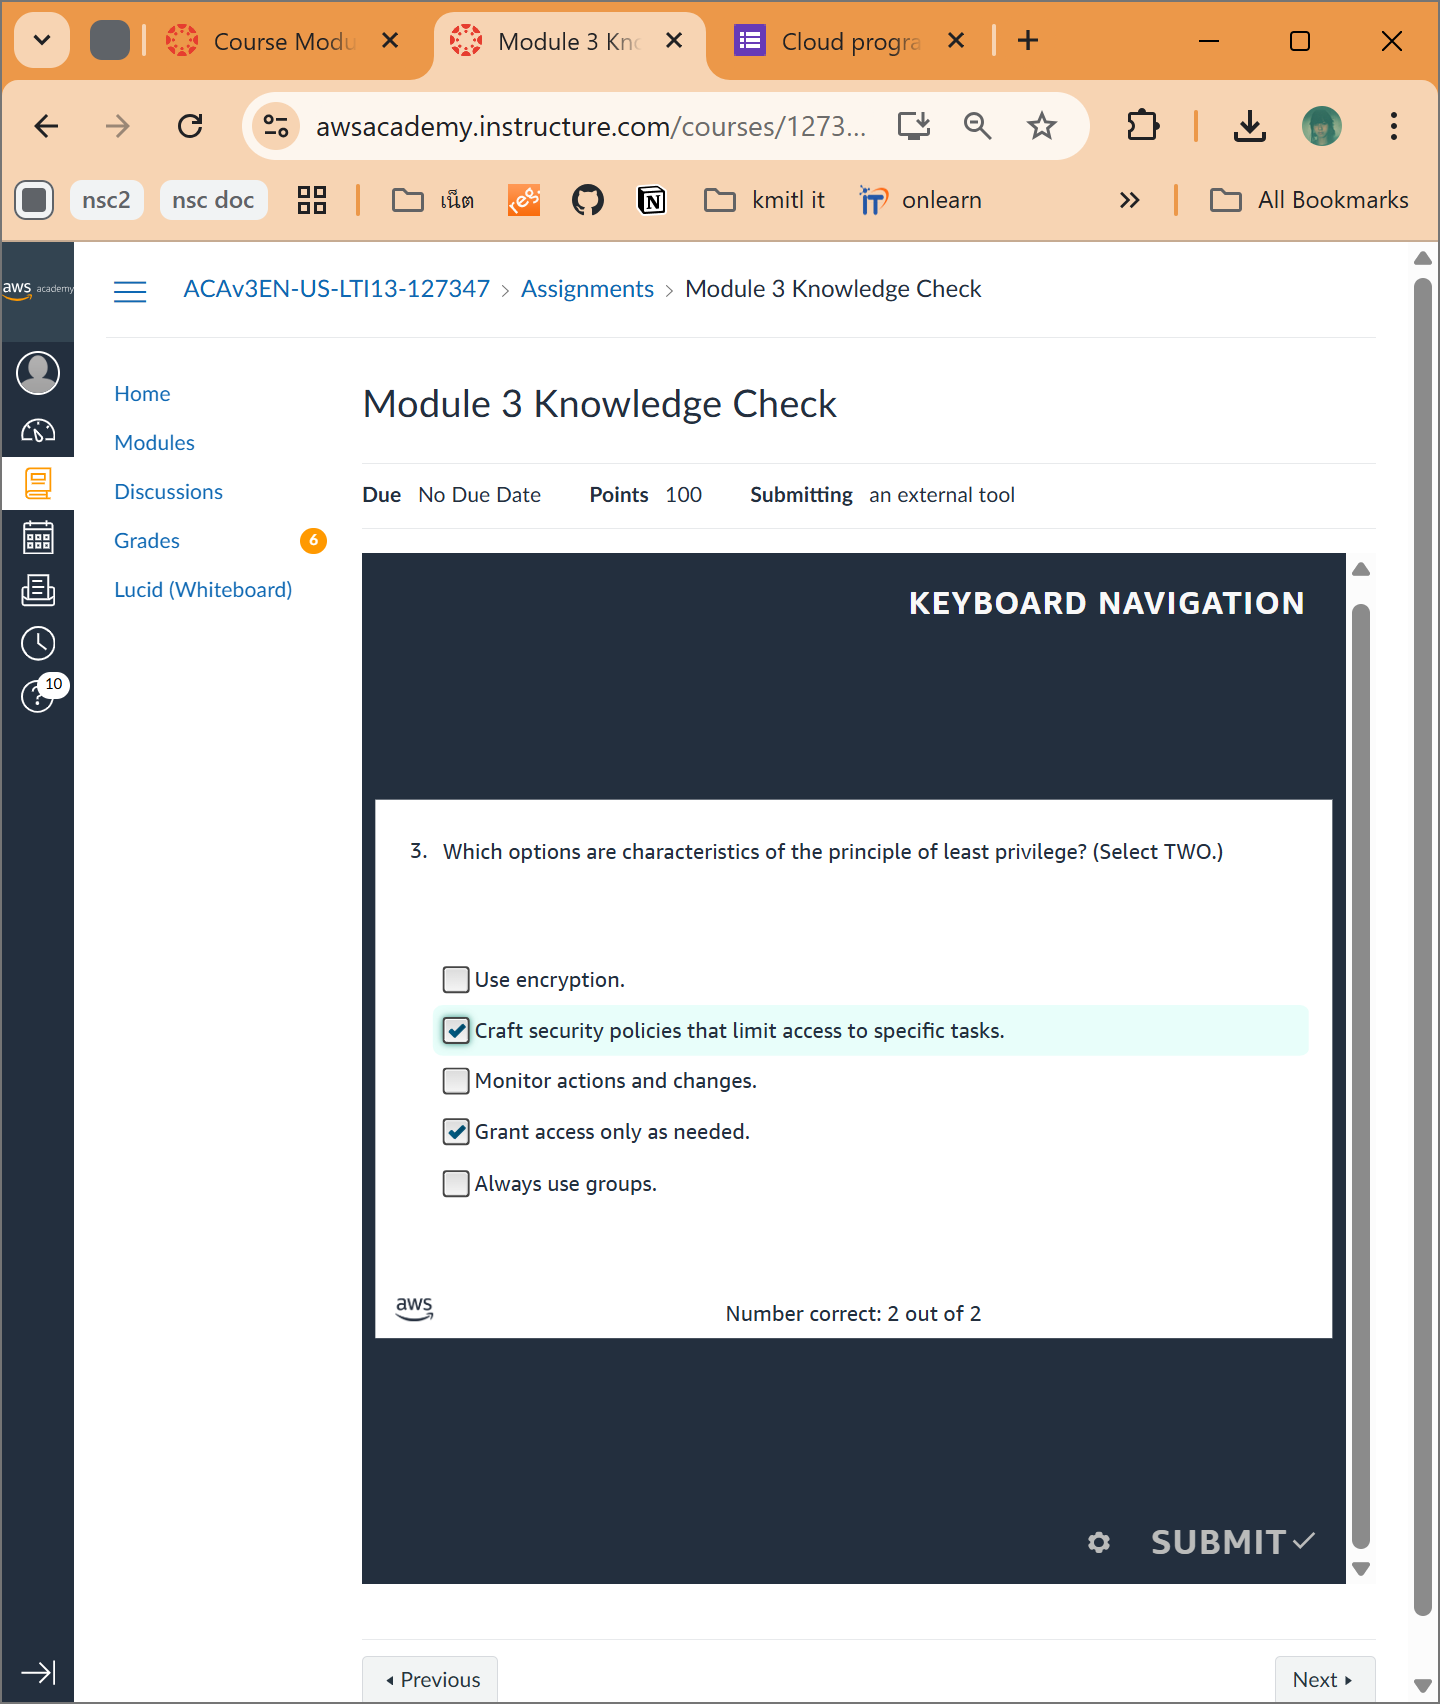 Course Modu
Module 3 Kno
Cloud progra
awsacademy.instructure.com/courses/1273...
nsc2
nsc doc
เน็ต
reg.
N
kmitl it
IT
onlearn
All Bookmarks
aws academy
ACAv3EN-US-LTI13-127347 > Assignments > Module 3 Knowledge Check
Home
Modules
Discussions
Grades
6
Lucid (Whiteboard)
10
Module 3 Knowledge Check
Due No Due Date Points 100 Submitting an external tool
KEYBOARD NAVIGATION
3. Which options are characteristics of the principle of least privilege? (Select TWO.)
Use encryption.
Craft security policies that limit access to specific tasks.
Monitor actions and changes.
Grant access only as needed.
Always use groups.
aws
Number correct: 2 out of 2
SUBMIT
Previous
Next